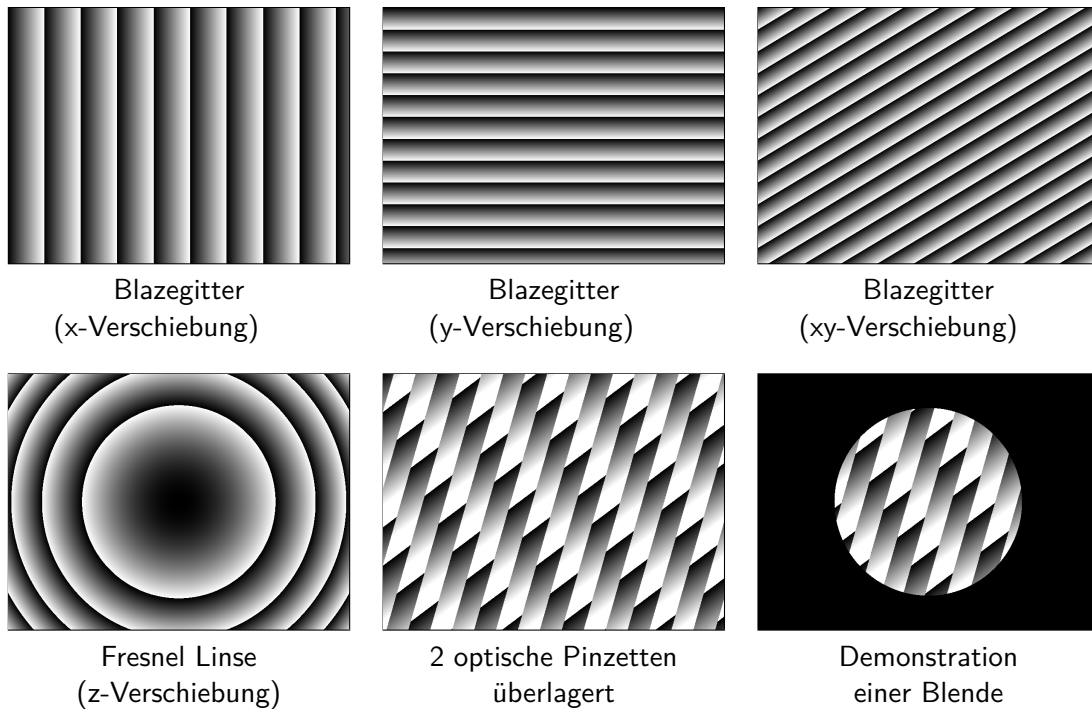 Blazegitter
(x-Verschiebung)
Blazegitter
(y-Verschiebung)
Blazegitter
(xy-Verschiebung)
Fresnel Linse
(z-Verschiebung)
2 optische Pinzetten
überlagert
Demonstration
einer Blende